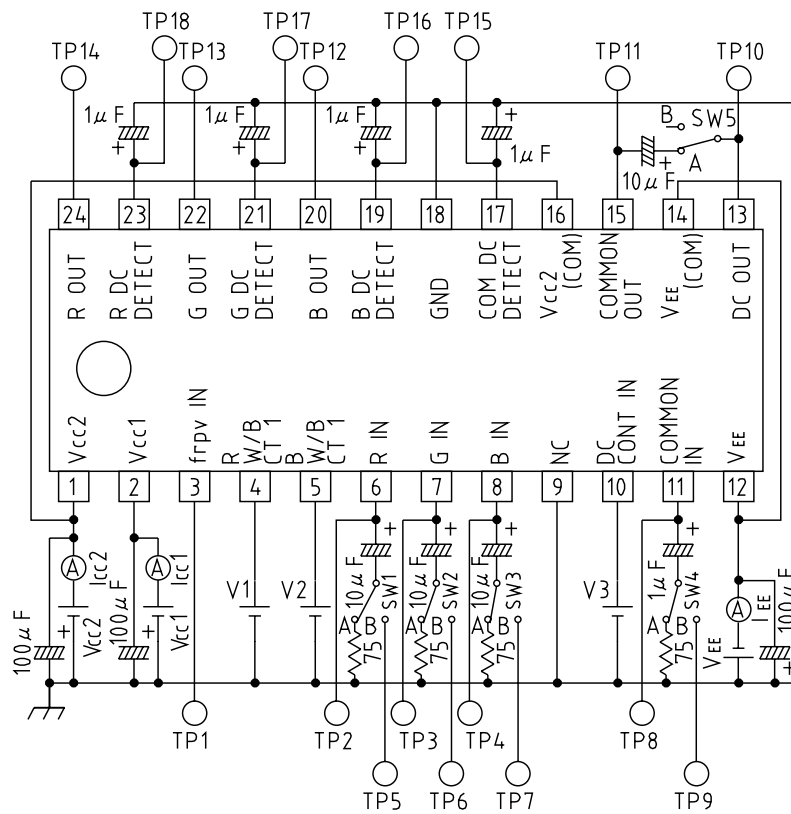 TP18 TP17 TP16 TP15
TP14 TP13 TP12 TP11 TP10
1μF + 1μF + 1μF + + 1μF
B SW5
A
+ 10μF
24 23 22 21 20 19 18 17 16 15 14 13
R OUT
R DC
DETECT
G OUT
G DC
DETECT
B OUT
B DC
DETECT
GND
COM DC
DETECT
Vcc2
(COM)
COMMON
OUT
VEE
(COM)
DC OUT
Vcc2
Vcc1
frpv IN
R
W/B
CT 1
B
W/B
CT 1
R IN
G IN
B IN
NC
DC
CONT IN
COMMON
IN
VEE
1 2 3 4 5 6 7 8 9 10 11 12
A Icc2
+ Vcc2
100μF
A Icc1
+ Vcc1
100μF
V1
V2
+ 10μF
SW1
A B
75
+ 10μF
SW2
A B
75
+ 10μF
SW3
A B
75
V3
+ 1μF
SW4
A B
75
A IEE
VEE
100μF
+
TP1 TP2 TP3 TP4 TP8
TP5 TP6 TP7 TP9